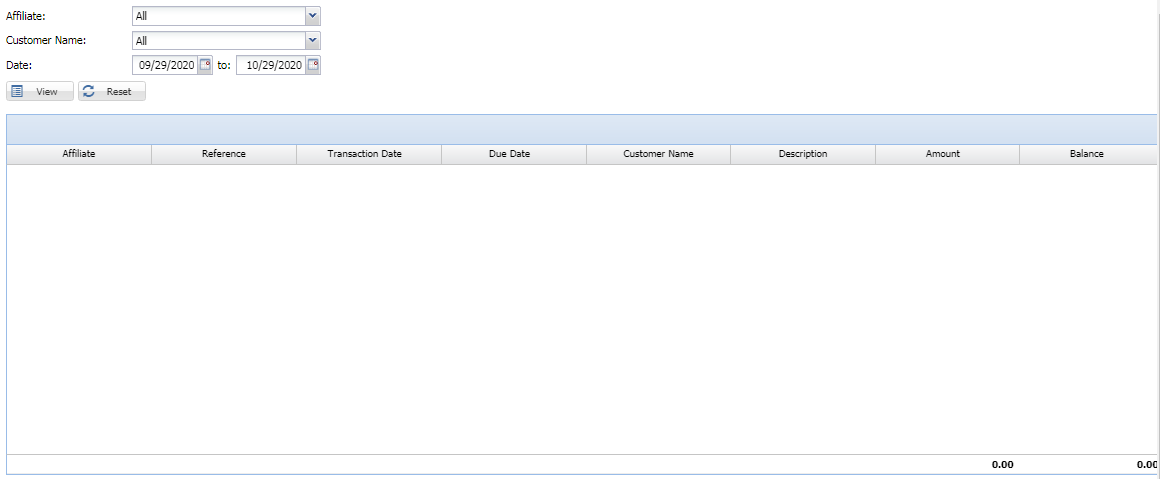 Affiliate: All
Customer Name: All
Date: 09/29/2020 to: 10/29/2020
View Reset
Affiliate Reference Transaction Date Due Date Customer Name Description Amount Balance
0.00 0.00